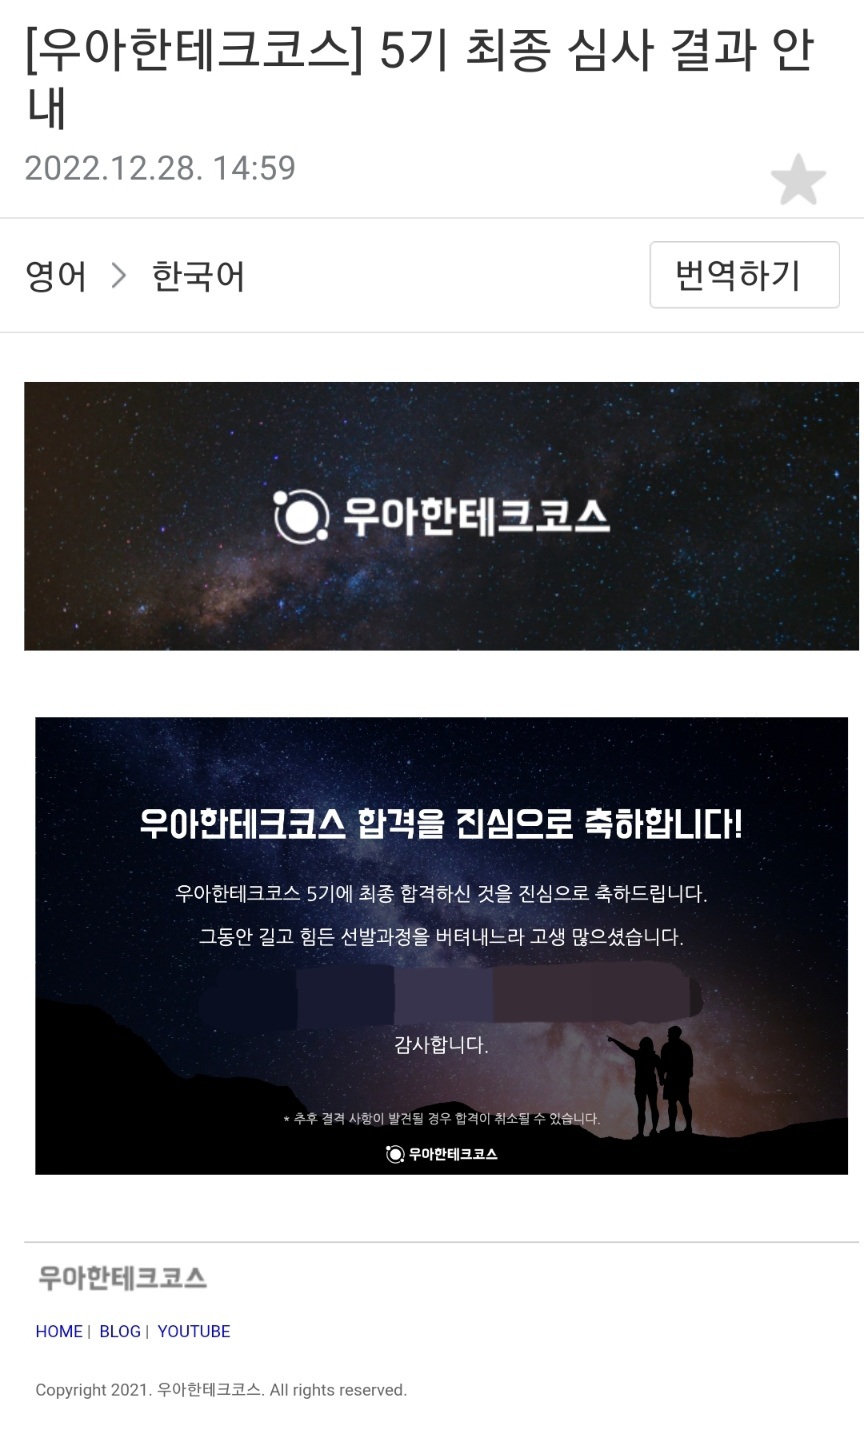 [우아한테크코스] 5기 최종 심사 결과 안
내
2022.12.28. 14:59
영어 > 한국어 번역하기
우아한테크코스
우아한테크코스 합격을 진심으로 축하합니다!
우아한테크코스 5기에 최종 합격하신 것을 진심으로 축하드립니다.
그동안 길고 힘든 선발과정을 버텨내느라 고생 많으셨습니다.
감사합니다.
* 추후 결격 사항이 발견될 경우 합격이 취소될 수 있습니다.
우아한테크코스
우아한테크코스
HOME | BLOG | YOUTUBE
Copyright 2021. 우아한테크코스. All rights reserved.